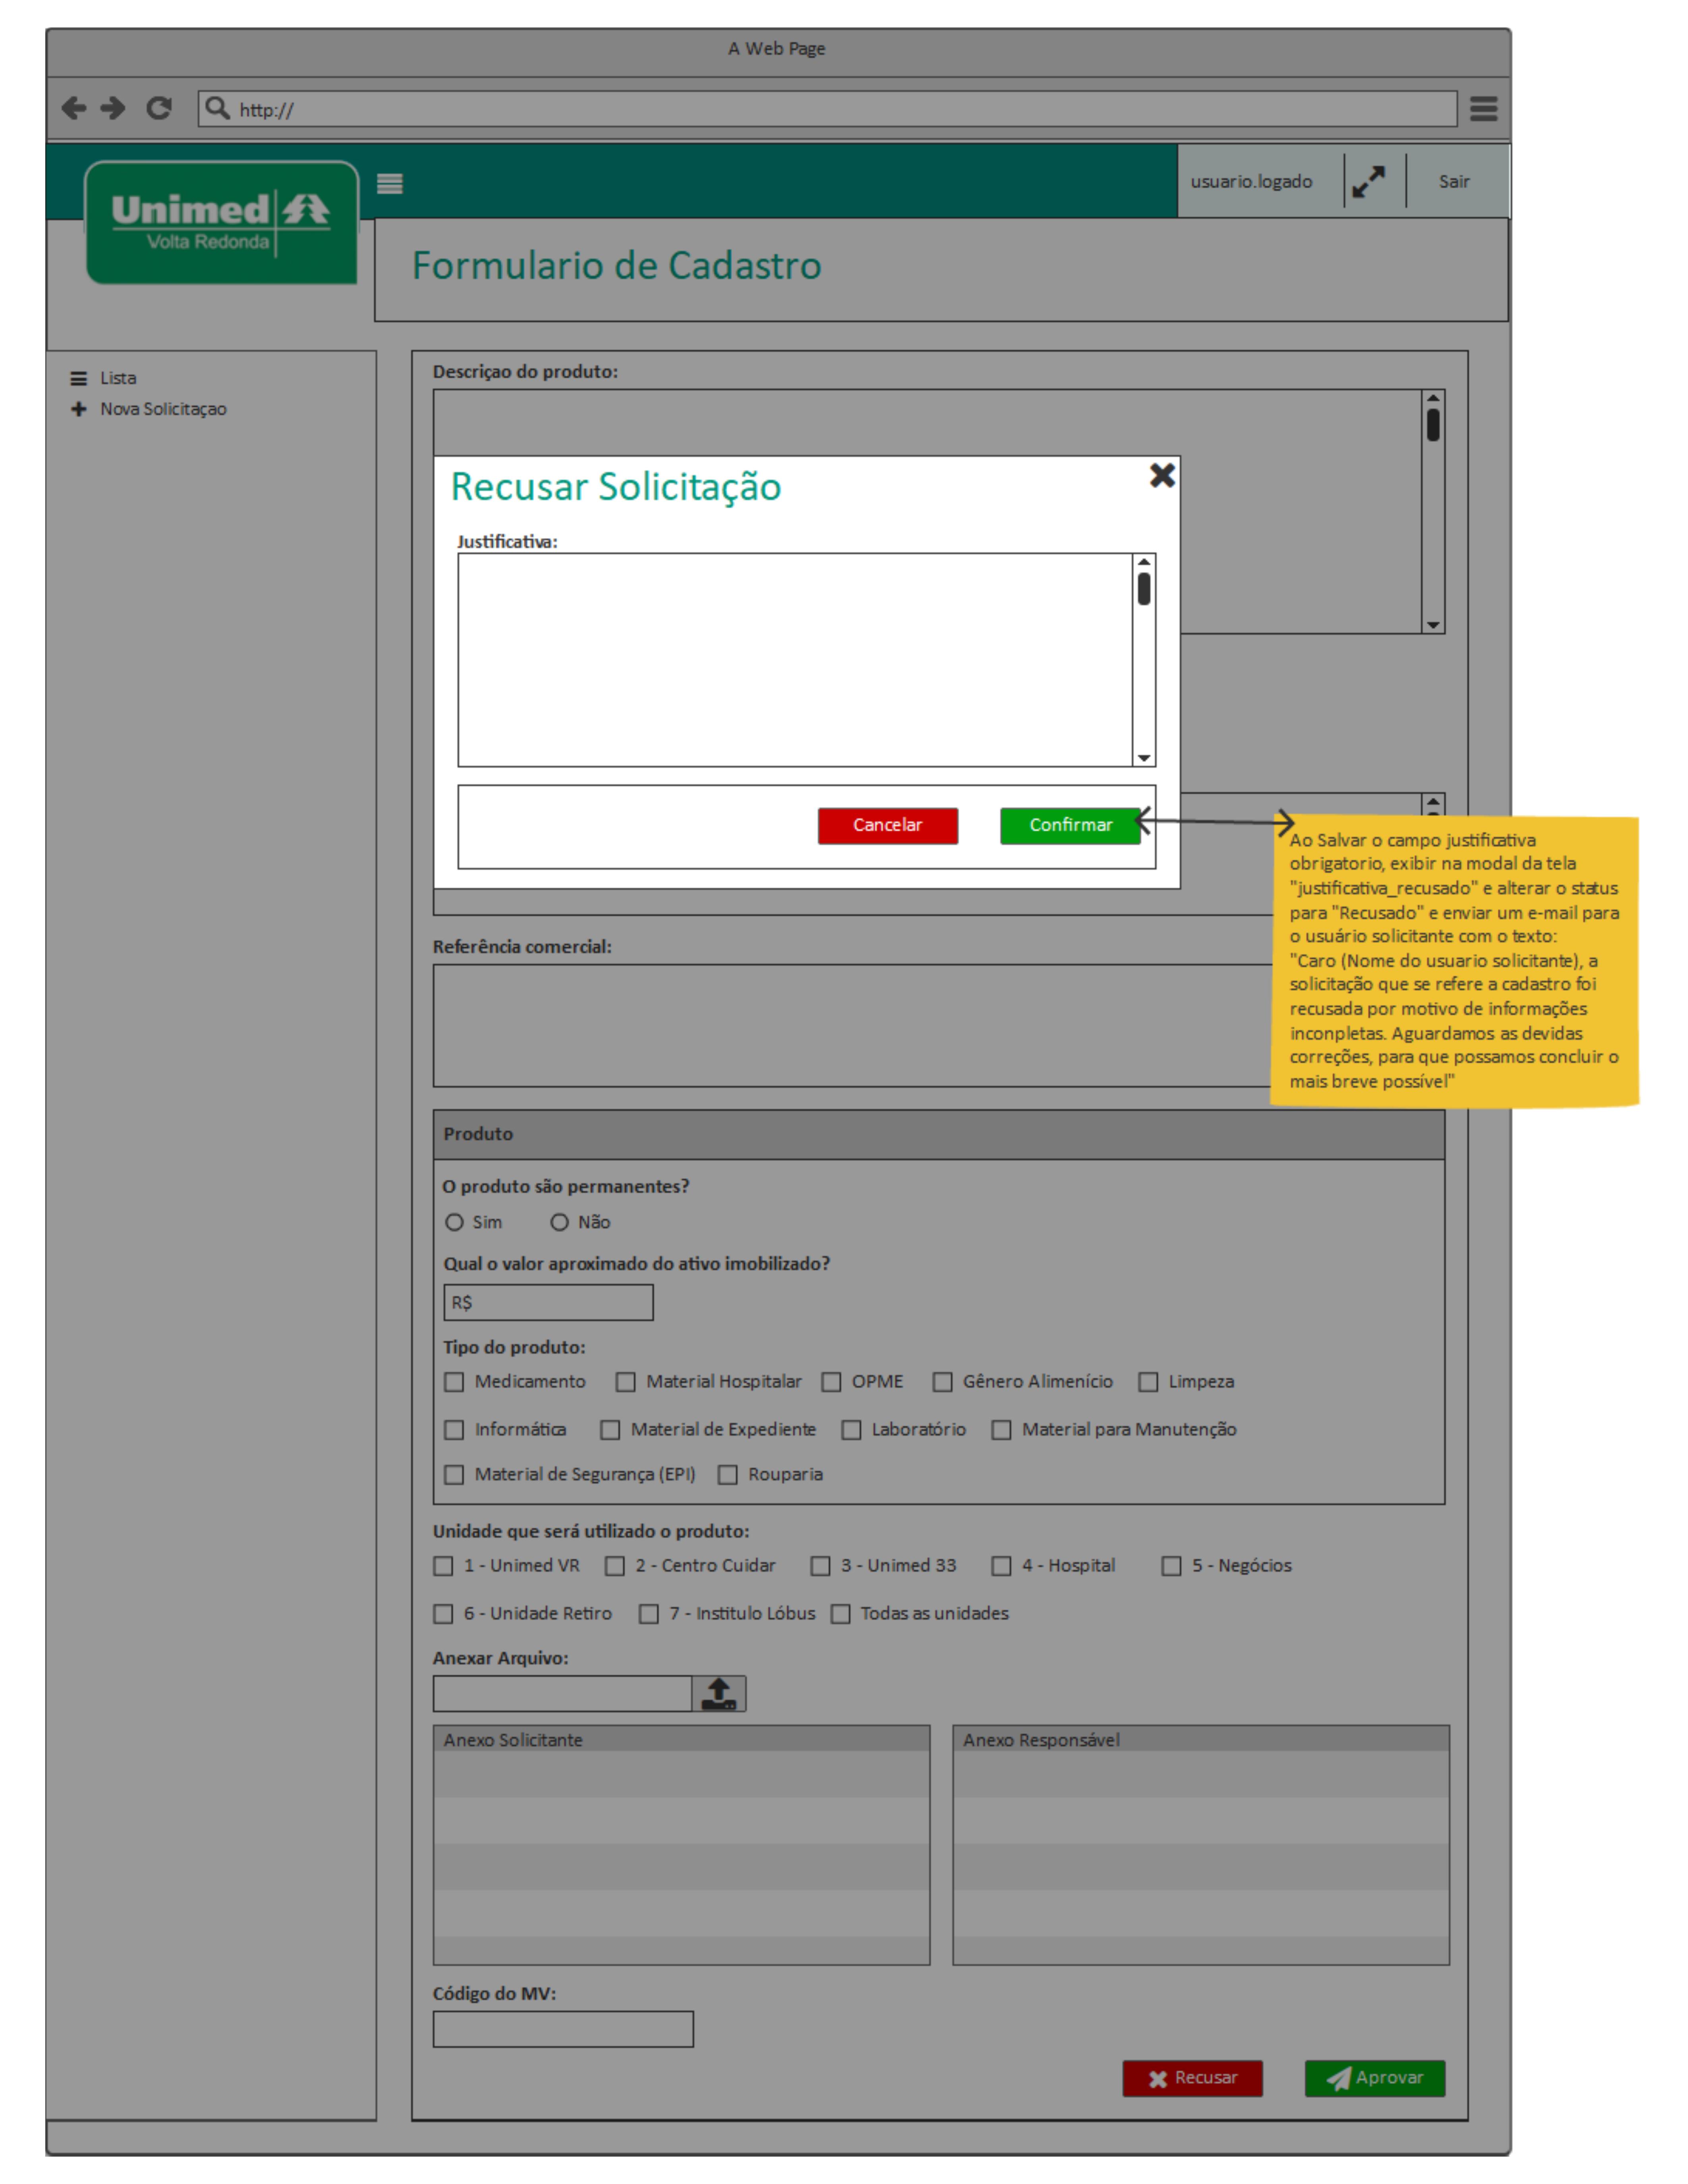 A Web Page
http://
Unimed
Volta Redonda
usuario.logado
Sair
Formulario de Cadastro
Lista
Nova Solicitaçao
Descriçao do produto:
Recusar Solicitação
Justificativa:
Cancelar
Confirmar
Ao Salvar o campo justificativa
obrigatorio, exibir na modal da tela
"justificativa_recusado" e alterar o status
para "Recusado" e enviar um e-mail para
o usuário solicitante com o texto:
"Caro (Nome do usuario solicitante), a
solicitação que se refere a cadastro foi
recusada por motivo de informações
inconpletas. Aguardamos as devidas
correções, para que possamos concluir o
mais breve possível"
Referência comercial:
Produto
O produto são permanentes?
Sim Não
Qual o valor aproximado do ativo imobilizado?
R$
Tipo do produto:
Medicamento Material Hospitalar OPME Gênero Alimenício Limpeza
Informática Material de Expediente Laboratório Material para Manutenção
Material de Segurança (EPI) Rouparia
Unidade que será utilizado o produto:
1 - Unimed VR 2 - Centro Cuidar 3 - Unimed 33 4 - Hospital 5 - Negócios
6 - Unidade Retiro 7 - Institulo Lóbus Todas as unidades
Anexar Arquivo:
Anexo Solicitante
Anexo Responsável
Código do MV:
Recusar
Aprovar